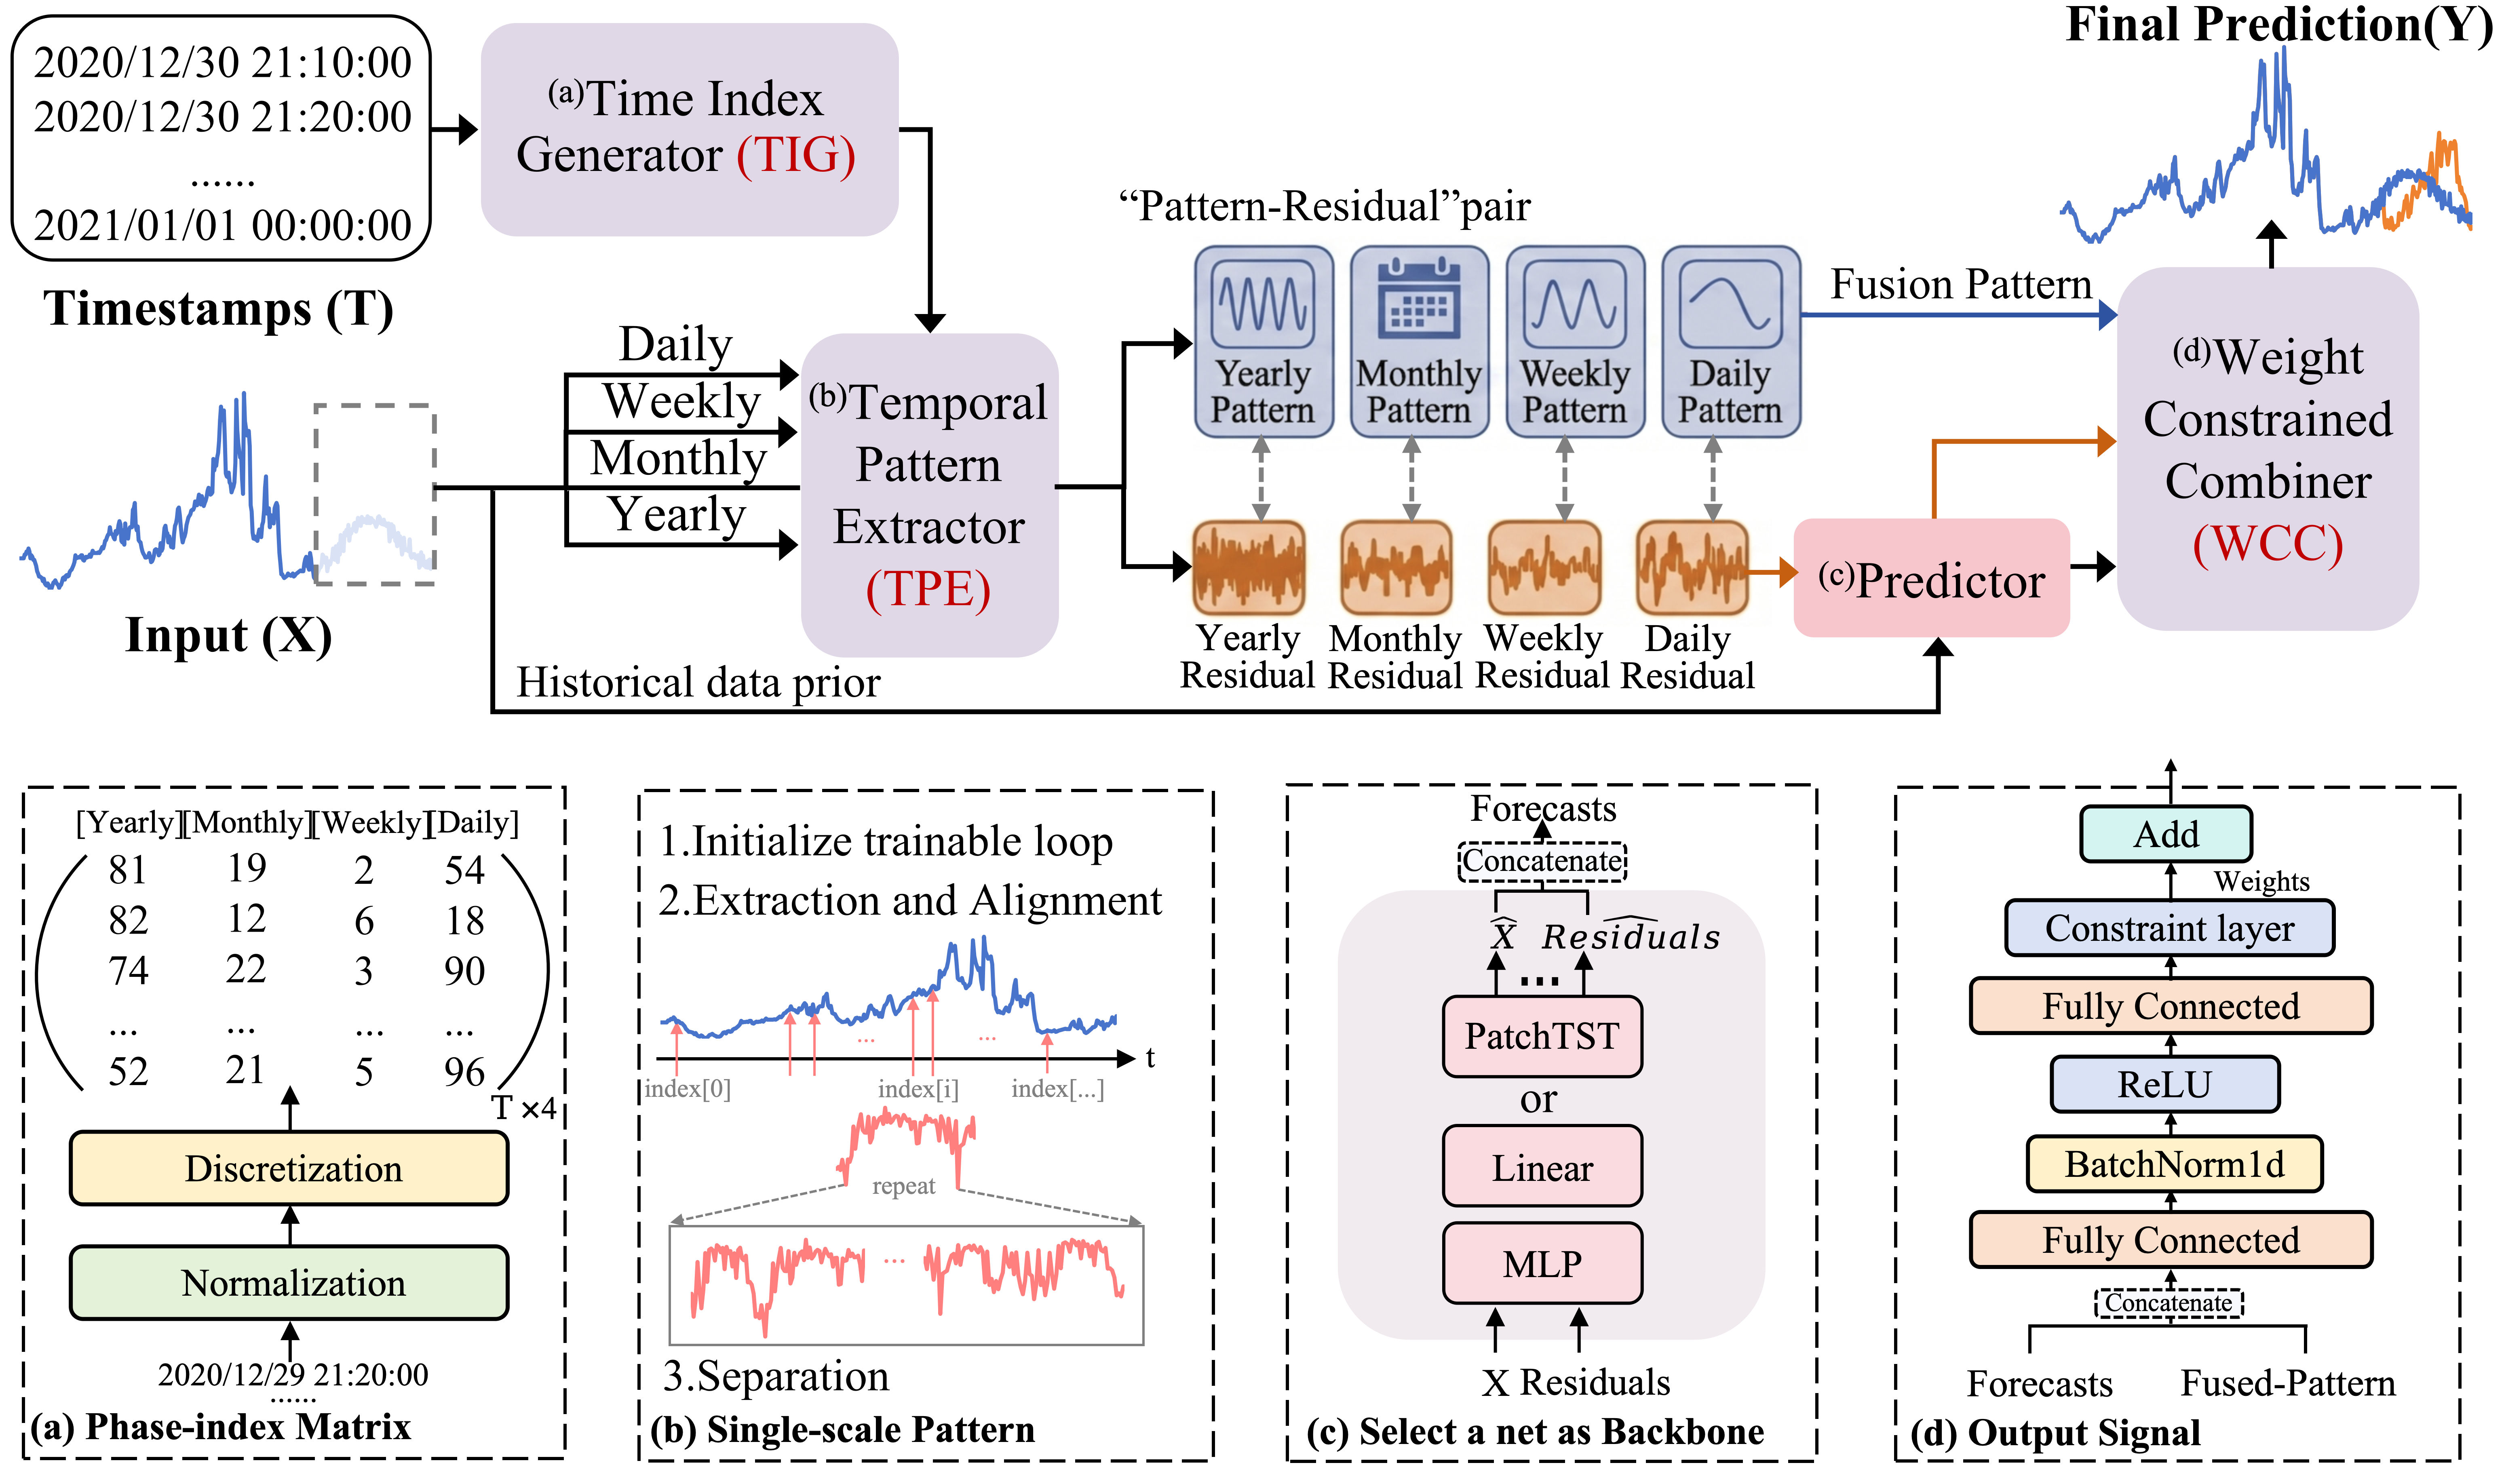 2020/12/30 21:10:00
2020/12/30 21:20:00
......
2021/01/01 00:00:00
Timestamps (T)
(a)Time Index
Generator (TIG)
Final Prediction(Y)
Input (X)
Daily
Weekly
Monthly
Yearly
Historical data prior
(b)Temporal
Pattern
Extractor
(TPE)
“Pattern-Residual”pair
Yearly
Pattern
Monthly
Pattern
Weekly
Pattern
Daily
Pattern
Yearly
Residual
Monthly
Residual
Weekly
Residual
Daily
Residual
Fusion Pattern
(c)Predictor
(d)Weight
Constrained
Combiner
(WCC)
[Yearly][Monthly][Weekly][Daily]
81 19 2 54
82 12 6 18
74 22 3 90
... ... ... ...
52 21 5 96
T ×4
Discretization
Normalization
2020/12/29 21:20:00
......
(a) Phase-index Matrix
1.Initialize trainable loop
2.Extraction and Alignment
... ...
t
index[0] index[i] index[...]
repeat
...
3.Separation
(b) Single-scale Pattern
Forecasts
Concatenate
X̂ Residualŝ
...
PatchTST
or
Linear
MLP
X Residuals
(c) Select a net as Backbone
Add
Weights
Constraint layer
Fully Connected
ReLU
BatchNorm1d
Fully Connected
Concatenate
Forecasts Fused-Pattern
(d) Output Signal